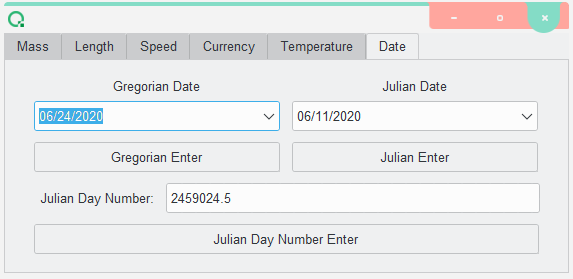 Mass Length Speed Currency Temperature Date
Gregorian Date Julian Date
06/24/2020 06/11/2020
Gregorian Enter Julian Enter
Julian Day Number: 2459024.5
Julian Day Number Enter